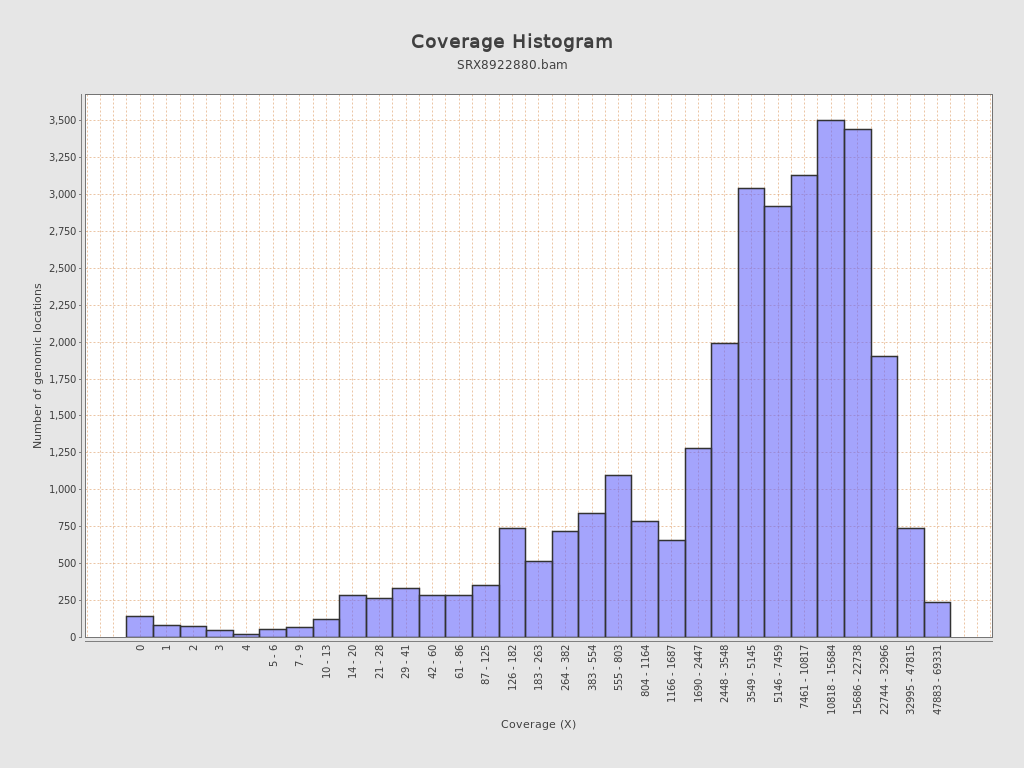 Coverage Histogram
SRX8922880.bam
Number of genomic locations
3,500
3,250
3,000
2,750
2,500
2,250
2,000
1,750
1,500
1,250
1,000
750
500
250
0
0
1
2
3
4
5 - 6
7 - 9
10 - 13
14 - 20
21 - 28
29 - 41
42 - 60
61 - 86
87 - 125
126 - 182
183 - 263
264 - 382
383 - 554
555 - 803
804 - 1164
1166 - 1687
1690 - 2447
2448 - 3548
3549 - 5145
5146 - 7459
7461 - 10817
10818 - 15684
15686 - 22738
22744 - 32966
32995 - 47815
47883 - 69331
Coverage (X)